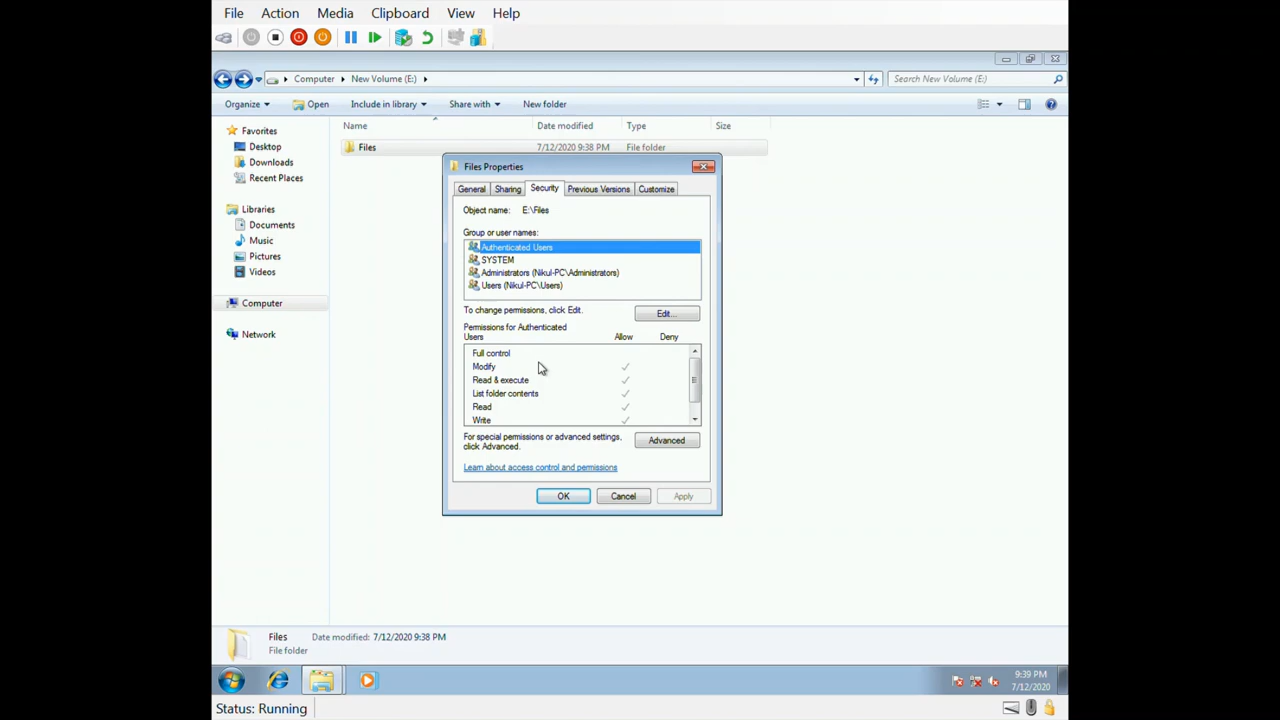 File Action Media Clipboard View Help
Computer New Volume (E:) Search New Volume (E:)
Organize Open Include in library Share with New folder
Favorites
Desktop
Downloads
Recent Places
Libraries
Documents
Music
Pictures
Videos
Computer
Network
Name Date modified Type Size
Files 7/12/2020 9:38 PM File folder
Files Properties
General Sharing Security Previous Versions Customize
Object name: E:\Files
Group or user names:
Authenticated Users
SYSTEM
Administrators (Nikul-PC\Administrators)
Users (Nikul-PC\Users)
To change permissions, click Edit.
Edit...
Permissions for Authenticated
Users Allow Deny
Full control
Modify
Read & execute
List folder contents
Read
Write
For special permissions or advanced settings,
click Advanced.
Advanced
Learn about access control and permissions
OK Cancel Apply
Files Date modified: 7/12/2020 9:38 PM
File folder
9:39 PM
7/12/2020
Status: Running